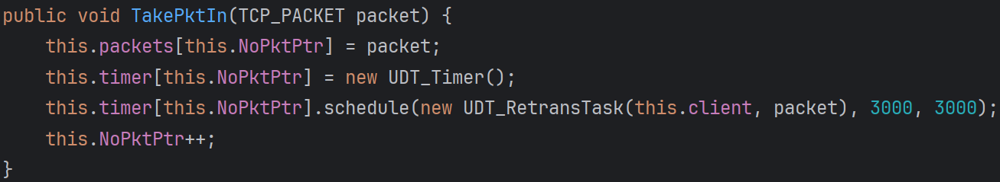 public void TakePktIn(TCP_PACKET packet) {
    this.packets[this.NoPktPtr] = packet;
    this.timer[this.NoPktPtr] = new UDT_Timer();
    this.timer[this.NoPktPtr].schedule(new UDT_RetransTask(this.client, packet), 3000, 3000);
    this.NoPktPtr++;
}